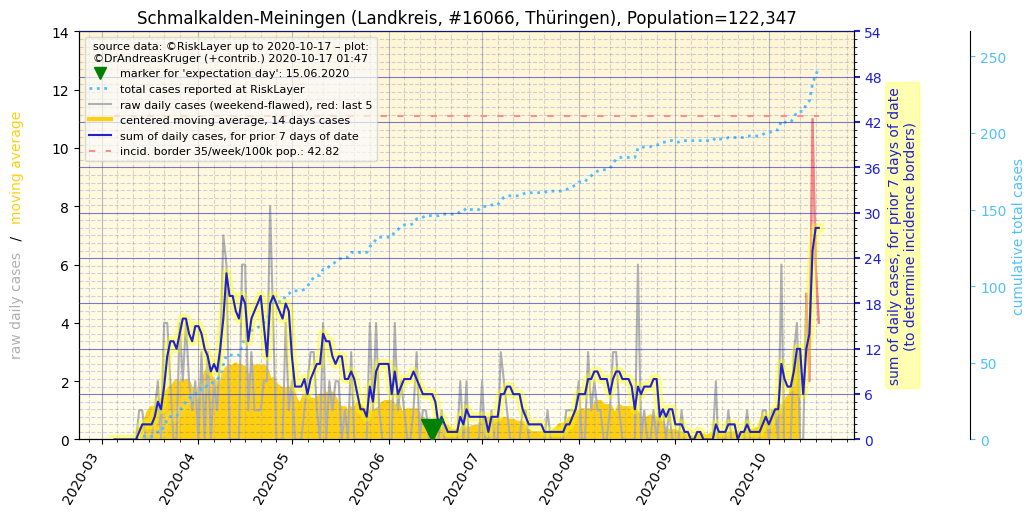 Schmalkalden-Meiningen (Landkreis, #16066, Thüringen), Population=122,347
source data: ©RiskLayer up to 2020-10-17 – plot:
©DrAndreasKruger (+contrib.) 2020-10-17 01:47
marker for 'expectation day': 15.06.2020
total cases reported at RiskLayer
raw daily cases (weekend-flawed), red: last 5
centered moving average, 14 days cases
sum of daily cases, for prior 7 days of date
incid. border 35/week/100k pop.: 42.82
raw daily cases / moving average
14
12
10
8
6
4
2
0
54
48
42
36
30
24
18
12
6
0
sum of daily cases, for prior 7 days of date
(to determine incidence borders)
250
200
150
100
50
0
cumulative total cases
2020-03
2020-04
2020-05
2020-06
2020-07
2020-08
2020-09
2020-10